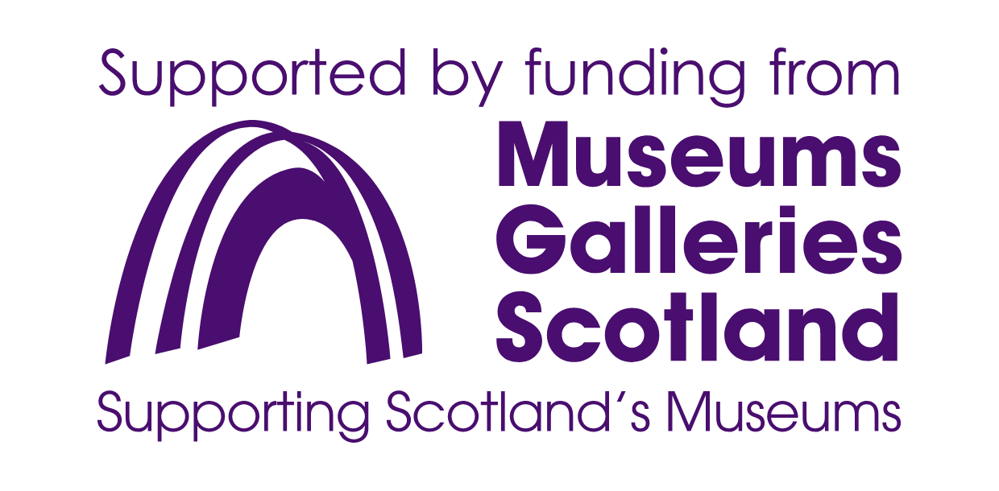 Supported by funding from
Museums
Galleries
Scotland
Supporting Scotland's Museums